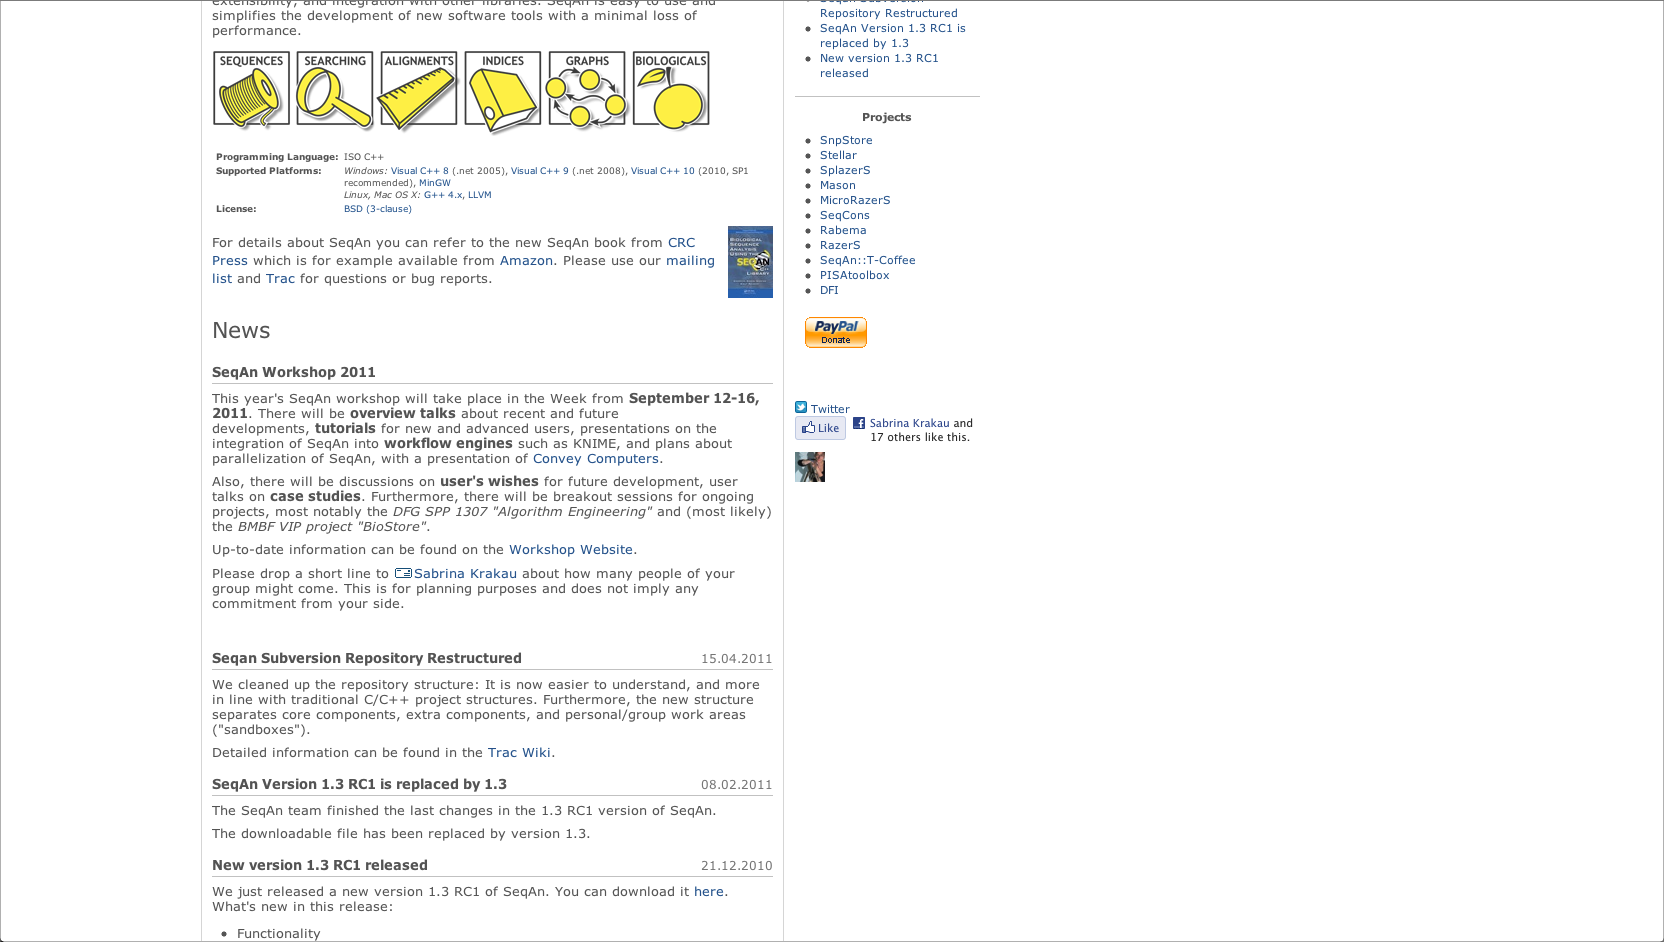 extensibility, and integration with other libraries. SeqAn is easy to use and
simplifies the development of new software tools with a minimal loss of
performance.
SEQUENCES SEARCHING ALIGNMENTS INDICES GRAPHS BIOLOGICALS
Programming Language: ISO C++
Supported Platforms: Windows: Visual C++ 8 (.net 2005), Visual C++ 9 (.net 2008), Visual C++ 10 (2010, SP1
recommended), MinGW
Linux, Mac OS X: G++ 4.x, LLVM
License: BSD (3-clause)
For details about SeqAn you can refer to the new SeqAn book from CRC
Press which is for example available from Amazon. Please use our mailing
list and Trac for questions or bug reports.
BIOLOGICAL
SEQUENCE
ANALYSIS
USING THE
SEQAN
C++
LIBRARY
News
SeqAn Workshop 2011
This year's SeqAn workshop will take place in the Week from September 12-16,
2011. There will be overview talks about recent and future
developments, tutorials for new and advanced users, presentations on the
integration of SeqAn into workflow engines such as KNIME, and plans about
parallelization of SeqAn, with a presentation of Convey Computers.
Also, there will be discussions on user's wishes for future development, user
talks on case studies. Furthermore, there will be breakout sessions for ongoing
projects, most notably the DFG SPP 1307 "Algorithm Engineering" and (most likely)
the BMBF VIP project "BioStore".
Up-to-date information can be found on the Workshop Website.
Please drop a short line to Sabrina Krakau about how many people of your
group might come. This is for planning purposes and does not imply any
commitment from your side.
Seqan Subversion Repository Restructured 15.04.2011
We cleaned up the repository structure: It is now easier to understand, and more
in line with traditional C/C++ project structures. Furthermore, the new structure
separates core components, extra components, and personal/group work areas
("sandboxes").
Detailed information can be found in the Trac Wiki.
SeqAn Version 1.3 RC1 is replaced by 1.3 08.02.2011
The SeqAn team finished the last changes in the 1.3 RC1 version of SeqAn.
The downloadable file has been replaced by version 1.3.
New version 1.3 RC1 released 21.12.2010
We just released a new version 1.3 RC1 of SeqAn. You can download it here.
What's new in this release:
• Functionality
Seqan Subversion
Repository Restructured
• SeqAn Version 1.3 RC1 is
replaced by 1.3
• New version 1.3 RC1
released
Projects
• SnpStore
• Stellar
• SplazerS
• Mason
• MicroRazerS
• SeqCons
• Rabema
• RazerS
• SeqAn::T-Coffee
• PISAtoolbox
• DFI
PayPal
Donate
Twitter
Like Sabrina Krakau and
17 others like this.